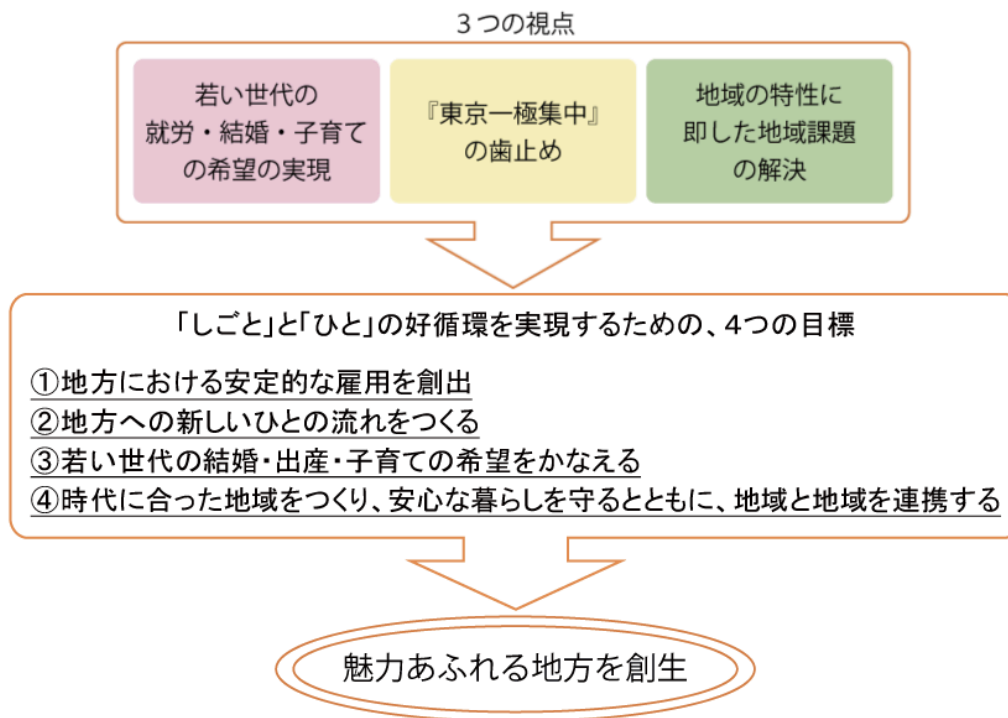 3つの視点
若い世代の
就労・結婚・子育て
の希望の実現
『東京一極集中』
の歯止め
地域の特性に
即した地域課題
の解決
「しごと」と「ひと」の好循環を実現するための、4つの目標
①地方における安定的な雇用を創出
②地方への新しいひとの流れをつくる
③若い世代の結婚・出産・子育ての希望をかなえる
④時代に合った地域をつくり、安心な暮らしを守るとともに、地域と地域を連携する
魅力あふれる地方を創生